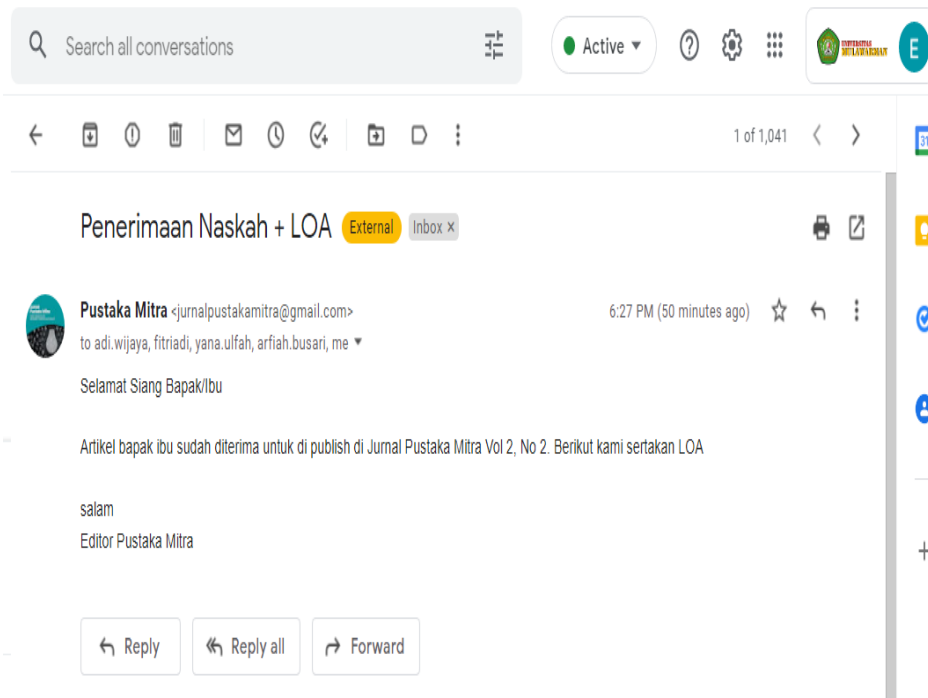 Search all conversations
Active
UNIVERSITAS
MULAWARMAN
E
1 of 1,041
31
Penerimaan Naskah + LOA External Inbox ×
Pustaka Mitra <jurnalpustakamitra@gmail.com> 6:27 PM (50 minutes ago)
to adi.wijaya, fitriadi, yana.ulfah, arfiah.busari, me
Selamat Siang Bapak/Ibu
Artikel bapak ibu sudah diterima untuk di publish di Jurnal Pustaka Mitra Vol 2, No 2. Berikut kami sertakan LOA
salam
Editor Pustaka Mitra
Reply
Reply all
Forward